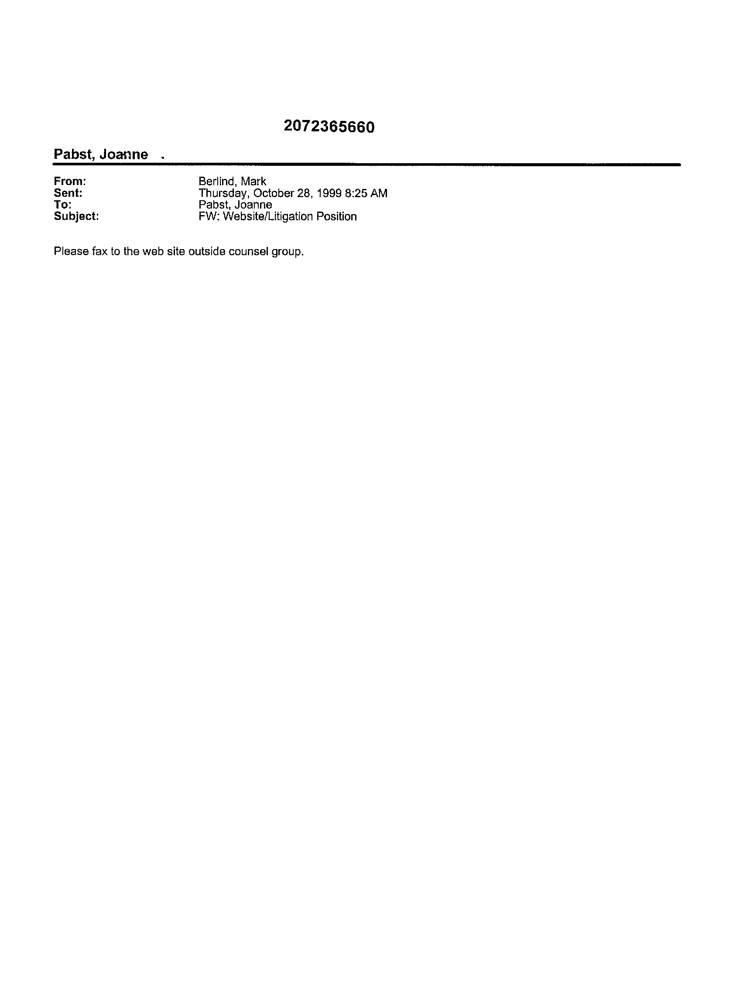 2072365660
Pabst, Joanne
From: Berlind, Mark
Sent: Thursday, October 28, 1999 8:25 AM
To: Pabst, Joanne
Subject: FW: Website/Litigation Position
Please fax to the web site outside counsel group.